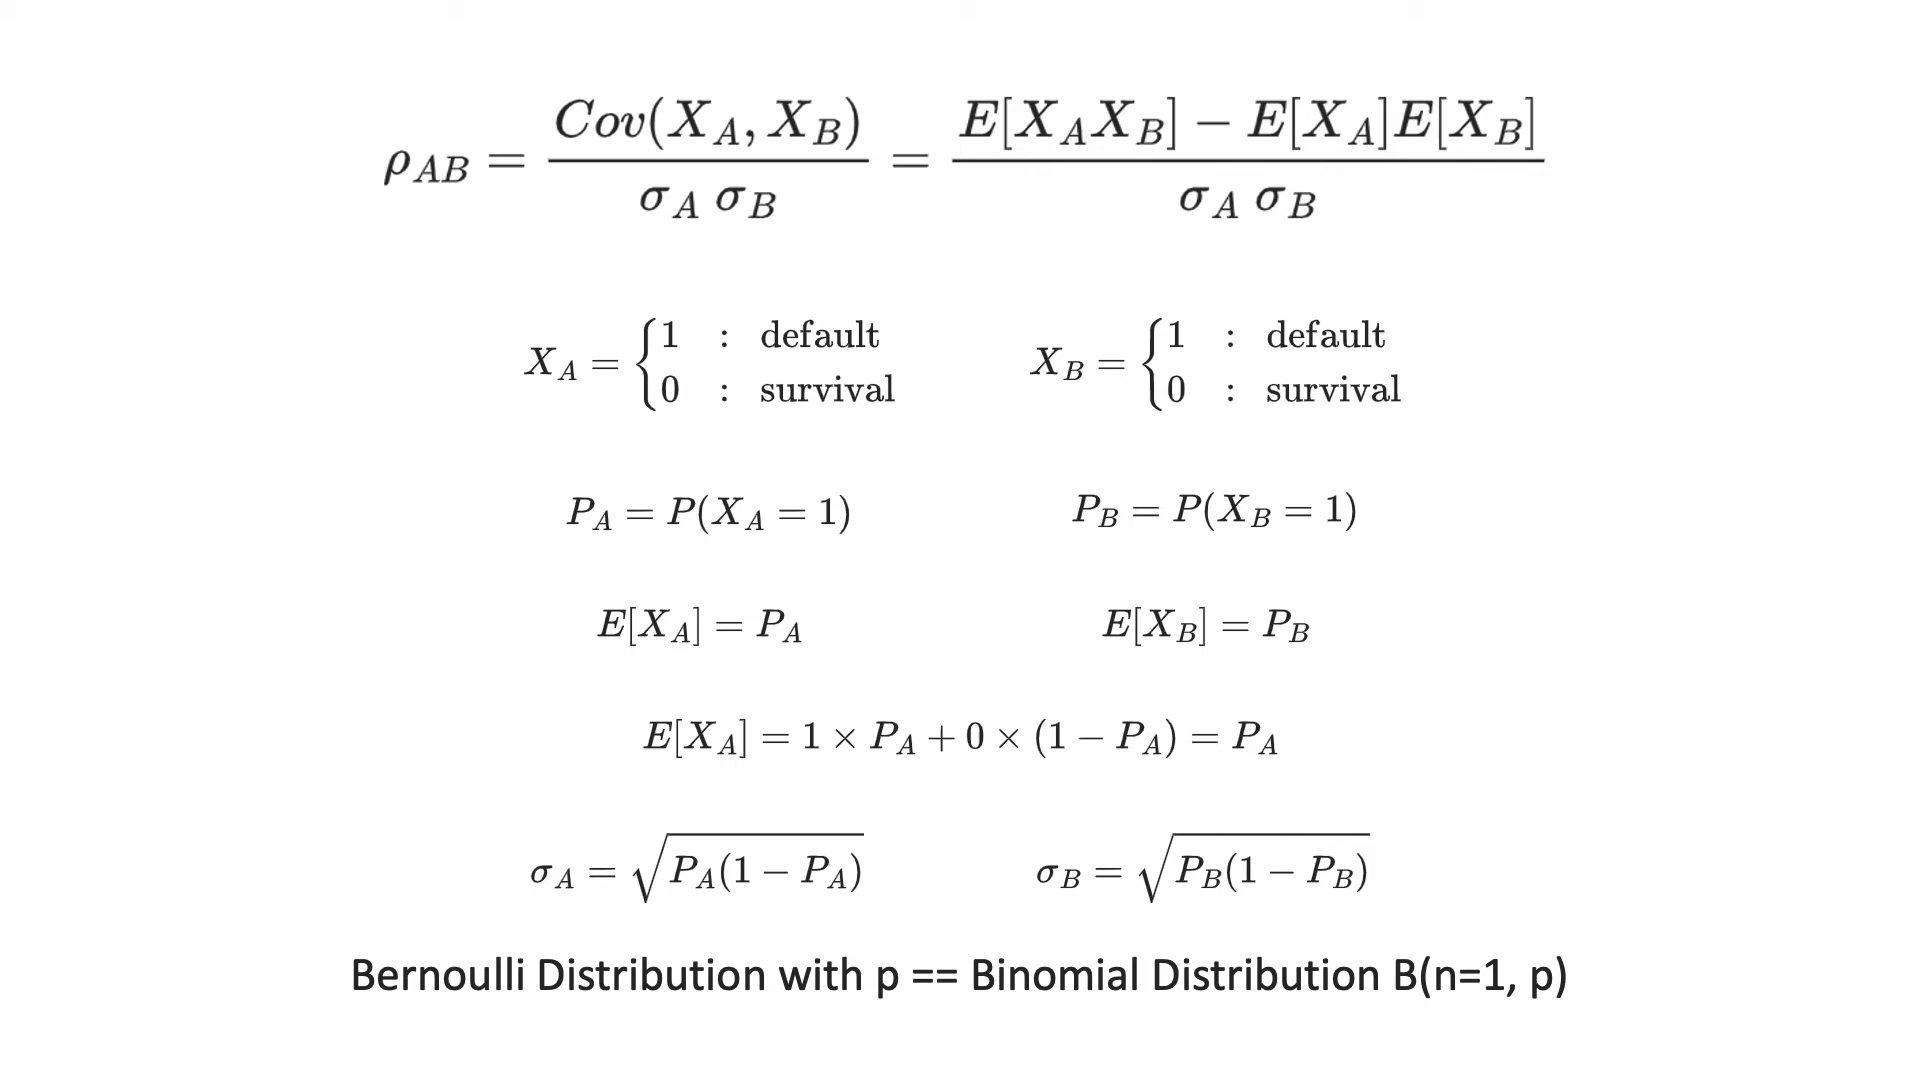 ρ_AB = Cov(X_A, X_B) / σ_A σ_B = E[X_A X_B] − E[X_A]E[X_B] / σ_A σ_B
X_A = { 1 : default 0 : survival X_B = { 1 : default 0 : survival
P_A = P(X_A = 1) P_B = P(X_B = 1)
E[X_A] = P_A E[X_B] = P_B
E[X_A] = 1 × P_A + 0 × (1 − P_A) = P_A
σ_A = √P_A(1 − P_A) σ_B = √P_B(1 − P_B)
Bernoulli Distribution with p == Binomial Distribution B(n=1, p)